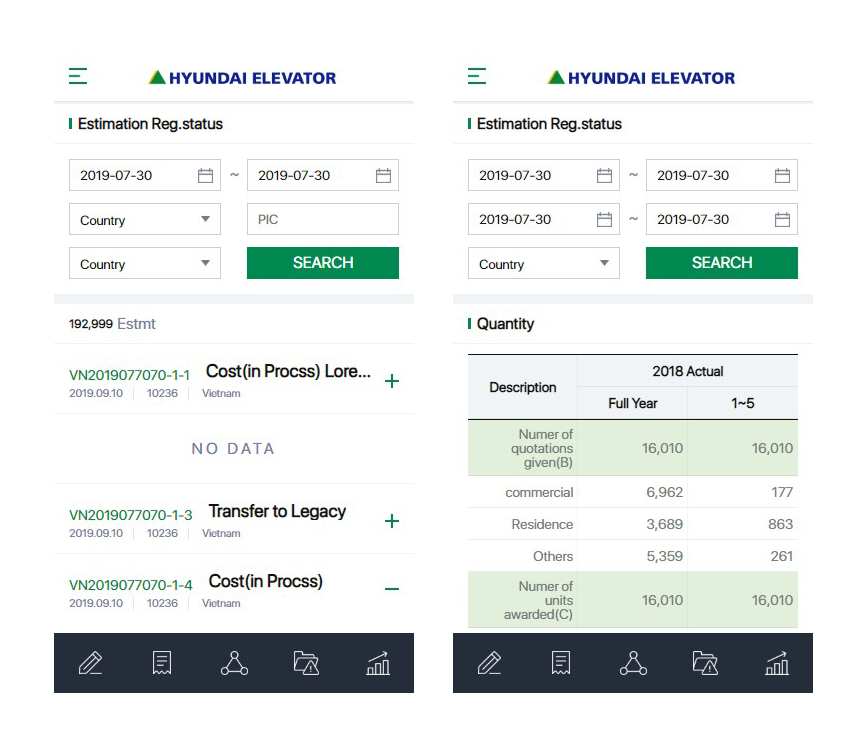 HYUNDAI ELEVATOR
Estimation Reg.status
2019-07-30 ~ 2019-07-30
Country PIC
Country SEARCH
192,999 Estmt
VN2019077070-1-1 Cost(in Procss) Lore...
2019.09.10 10236 Vietnam
NO DATA
VN2019077070-1-3 Transfer to Legacy
2019.09.10 10236 Vietnam
VN2019077070-1-4 Cost(in Procss)
2019.09.10 10236 Vietnam
HYUNDAI ELEVATOR
Estimation Reg.status
2019-07-30 ~ 2019-07-30
2019-07-30 ~ 2019-07-30
Country SEARCH
Quantity
Description 2018 Actual
Full Year 1~5
Numer of
quotations 16,010 16,010
given(B)
commercial 6,962 177
Residence 3,689 863
Others 5,359 261
Numer of
units 16,010 16,010
awarded(C)